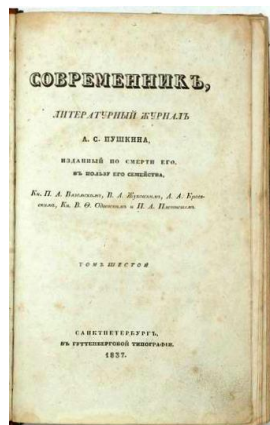 СОВРЕМЕННИКЪ,
ЛИТЕРАТУРНЫЙ ЖУРНАЛЪ
А. С. ПУШКИНА,
ИЗДАННЫЙ ПО СМЕРТИ ЕГО,
ВЪ ПОЛЬЗУ ЕГО СЕМЕЙСТВА,
Кн. П. А. Вяземскимъ, В. А. Жуковскимъ, А. А. Краев-
скимъ, Кн. В. Ѳ. Одоевскимъ и П. А. Плетневымъ.
ТОМЪ ШЕСТОЙ
САНКТПЕТЕРБУРГЪ,
ВЪ ГУТТЕНБЕРГОВОЙ ТИПОГРАФІИ.
1837.